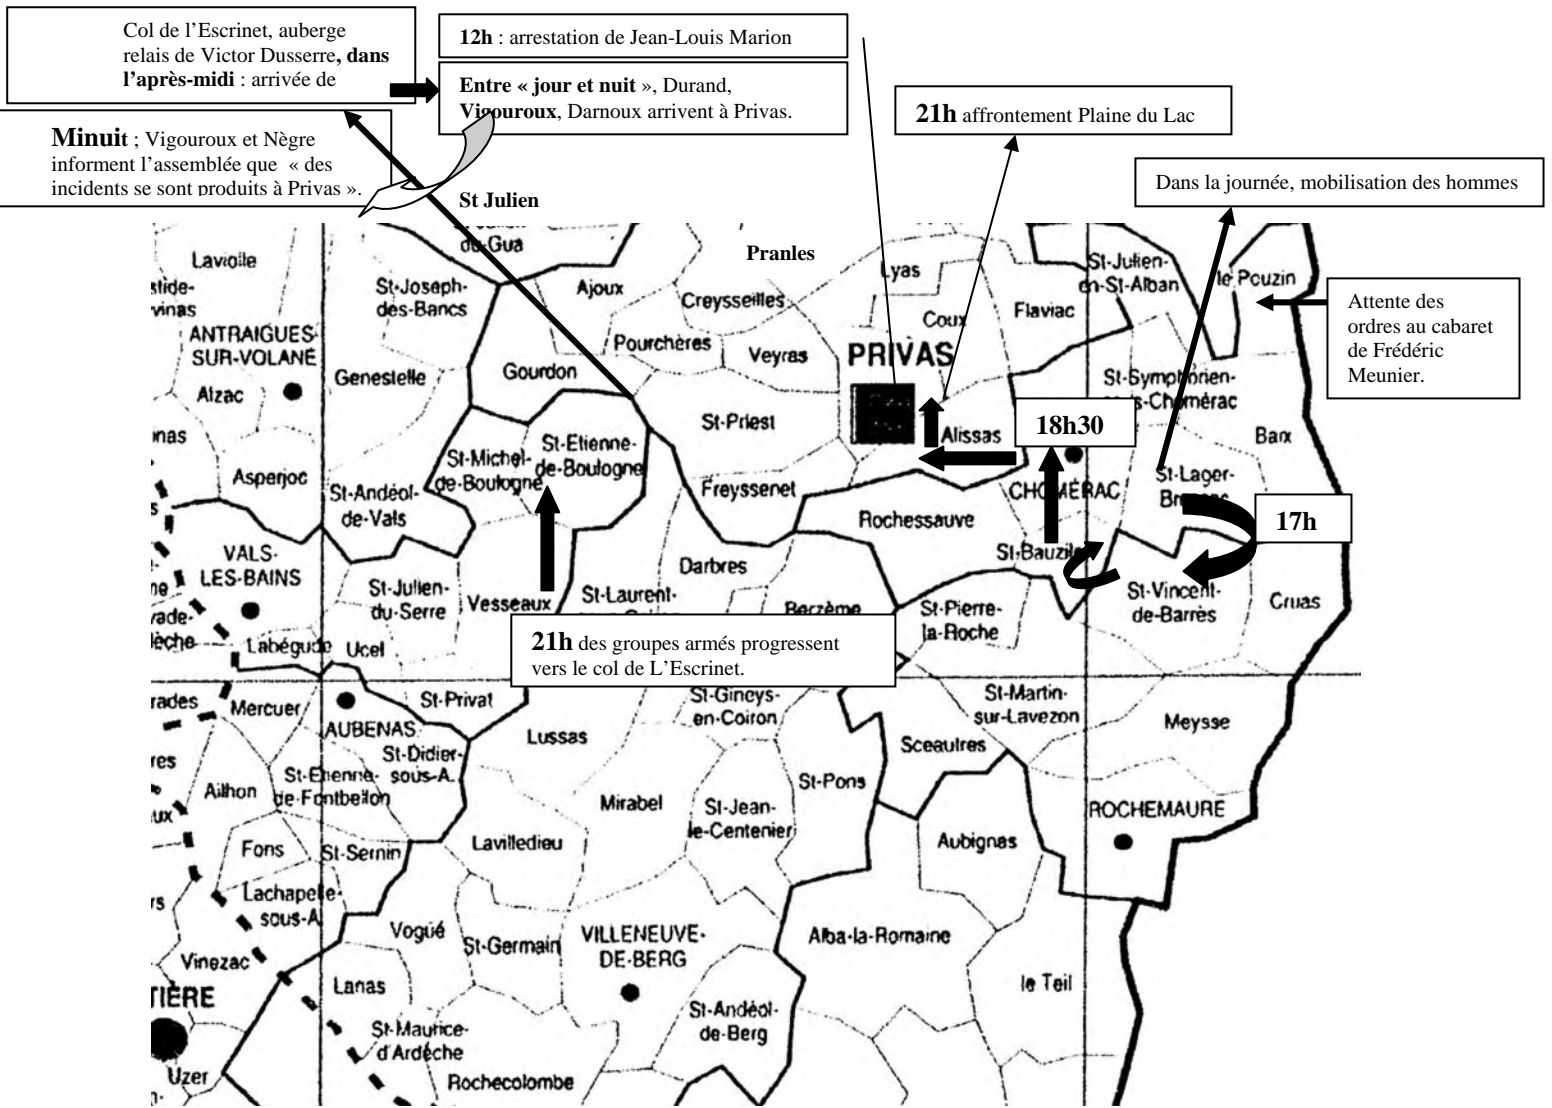 Col de l’Escrinet, auberge
relais de Victor Dusserre, dans
l’après-midi : arrivée de
12h : arrestation de Jean-Louis Marion
Entre « jour et nuit », Durand,
Vigouroux, Darnoux arrivent à Privas.
21h affrontement Plaine du Lac
Minuit ; Vigouroux et Nègre
informent l’assemblée que « des
incidents se sont produits à Privas ».
Dans la journée, mobilisation des hommes
St Julien
du-Gua
Pranles
Laviolle
St-Joseph-
des-Bancs
Ajoux
Creysseilles
Lyas
St-Julien-
en-St-Alban
le Pouzin
Attente des
ordres au cabaret
de Frédéric
Meunier.
ANTRAIGUES-
SUR-VOLANE
Pourchères
Veyras
Coux
Flaviac
PRIVAS
Genestelle
Gourdon
St-Symphorien-
Chomérac
Alzac
St-Priest
Alissas
18h30
Baix
Asperjoc
St-Michel-
de-Boulogne
St-Etienne-
de-Boulogne
St-Andéol-
de-Vals
Freyssenet
Rochessauve
CHOMÉRAC
St-Lager-
17h
VALS-
LES-BAINS
St-Julien-
du-Serre
Vesseaux
St-Laurent-
Darbres
Berzème
St-Bauzile
St-Pierre-
la-Roche
St-Vincent-
de-Barrès
Cruas
Labégude
Ucel
21h des groupes armés progressent
vers le col de L’Escrinet.
Mercuer
St-Privat
AUBENAS
St-Gineys-
en-Coiron
St-Martin-
sur-Lavezon
Meysse
Lussas
Sceautres
St-Didier-
sous-A.
Ailhon
St-Etienne-
de-Fontbellon
Mirabel
St-Jean-
le-Centenier
St-Pons
ROCHEMAURE
Fons
St-Sernin
Lavilledieu
Aubignas
Lachapelle-
sous-A.
Vogüé
St-Germain
VILLENEUVE-
DE-BERG
Alba-la-Romaine
Vinezac
Lanas
le Teil
TIÈRE
St-Andéol-
de-Berg
St-Maurice-
d'Ardèche
Uzer
Rochecolombe